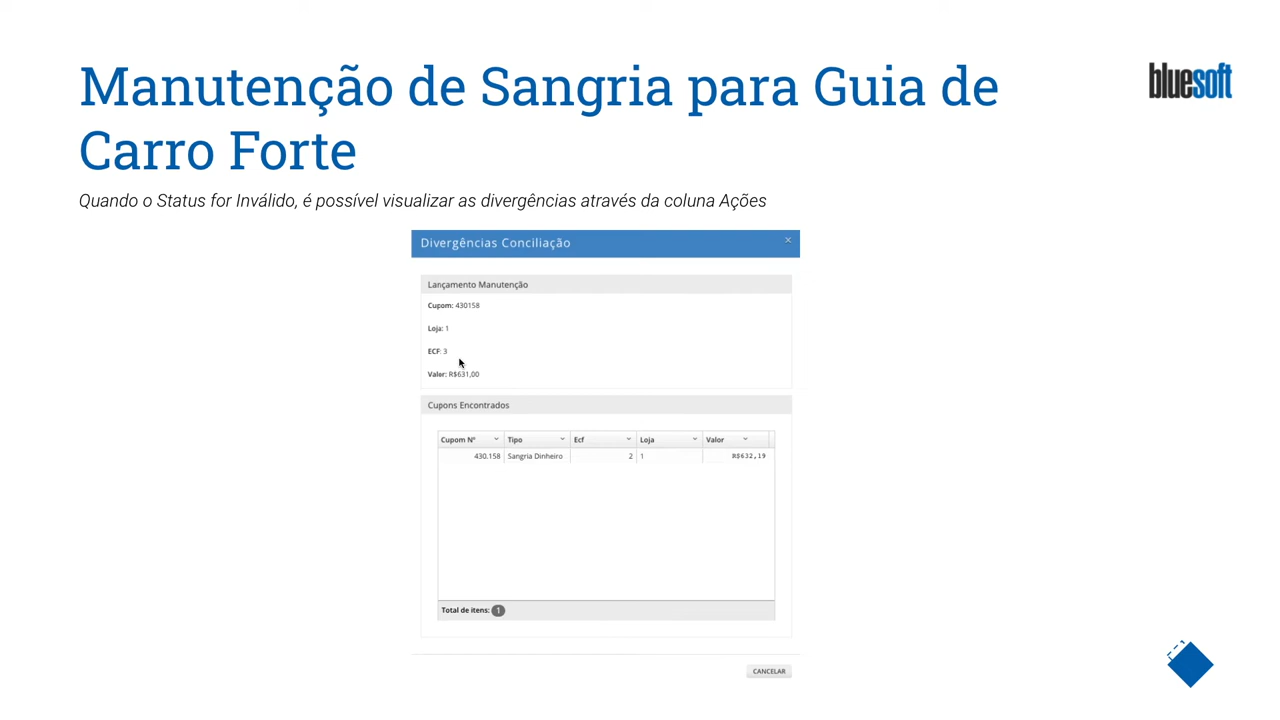 Manutenção de Sangria para Guia de
Carro Forte
bluesoft
Quando o Status for Inválido, é possível visualizar as divergências através da coluna Ações
Divergências Conciliação
Lançamento Manutenção
Cupom: 430158
Loja: 1
ECF: 3
Valor: R$631,00
Cupons Encontrados
Cupom Nº Tipo Ecf Loja Valor
430.158 Sangria Dinheiro 2 1 R$632,19
Total de itens: 1
CANCELAR